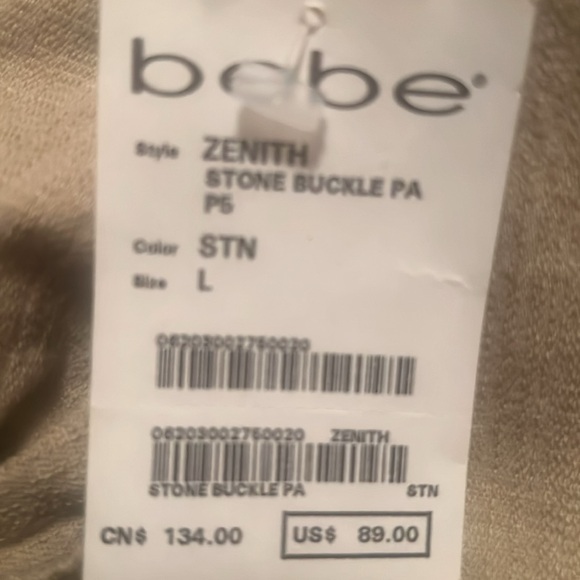 bebe®
Style ZENITH
STONE BUCKLE PA
P5
Color STN
Size L
06203002750020
06203002750020 ZENITH
STONE BUCKLE PA STN
CN$ 134.00 US$ 89.00